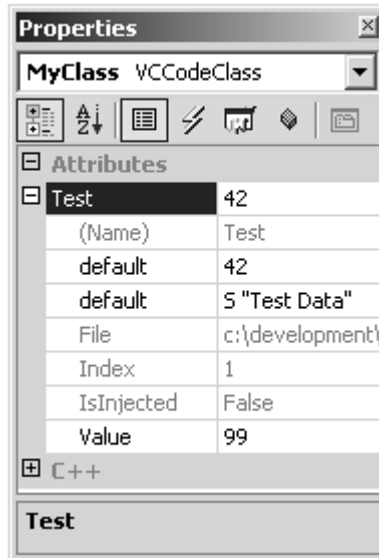 Properties
MyClass VCCodeClass
Attributes
Test 42
(Name) Test
default 42
default S "Test Data"
File c:\development\
Index 1
IsInjected False
Value 99
C++
Test